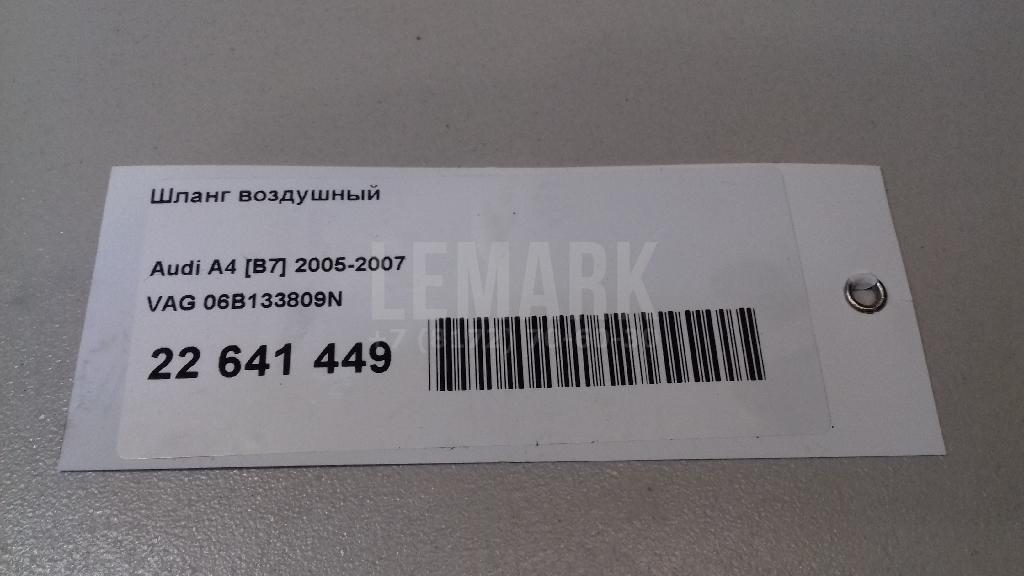 Шланг воздушный
Audi A4 [B7] 2005-2007
LEMARK
VAG 06B133809N
22 641 449